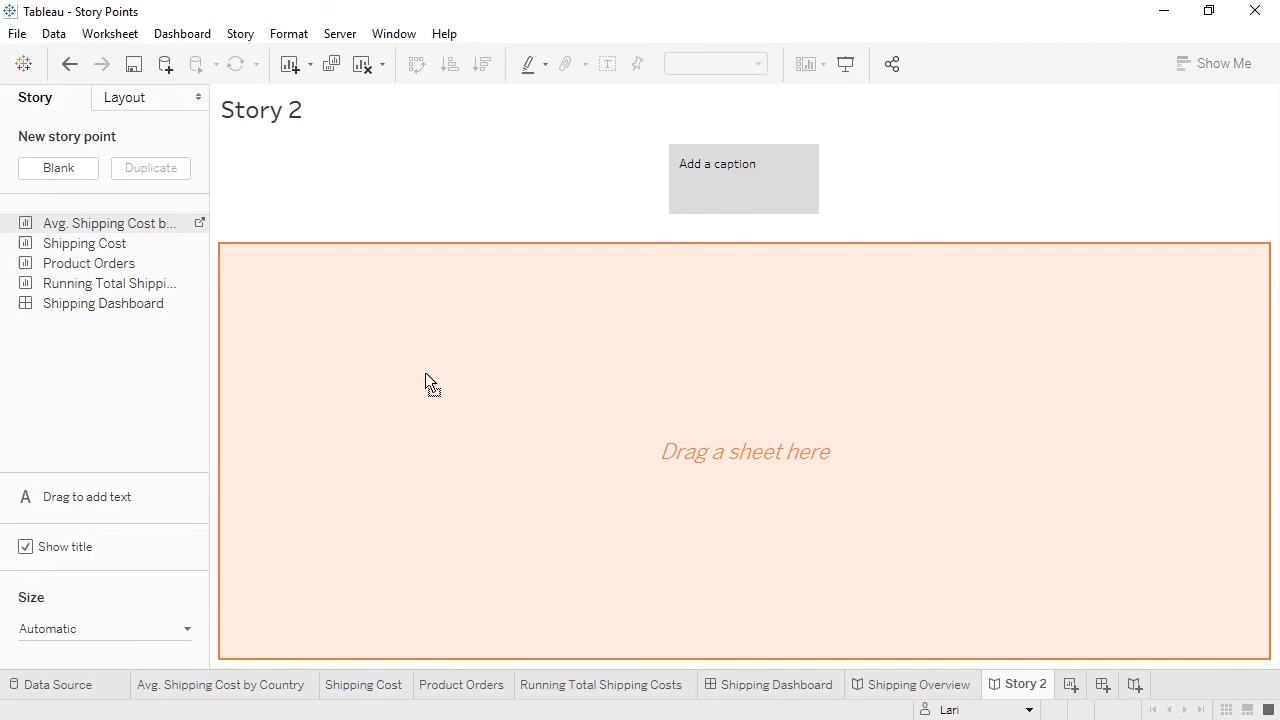 Tableau - Story Points
File Data Worksheet Dashboard Story Format Server Window Help
Show Me
Story Layout
New story point
Blank Duplicate
Avg. Shipping Cost b...
Shipping Cost
Product Orders
Running Total Shippi...
Shipping Dashboard
A Drag to add text
Show title
Size
Automatic
Story 2
Add a caption
Drag a sheet here
Data Source Avg. Shipping Cost by Country Shipping Cost Product Orders Running Total Shipping Costs Shipping Dashboard Shipping Overview Story 2
Lari